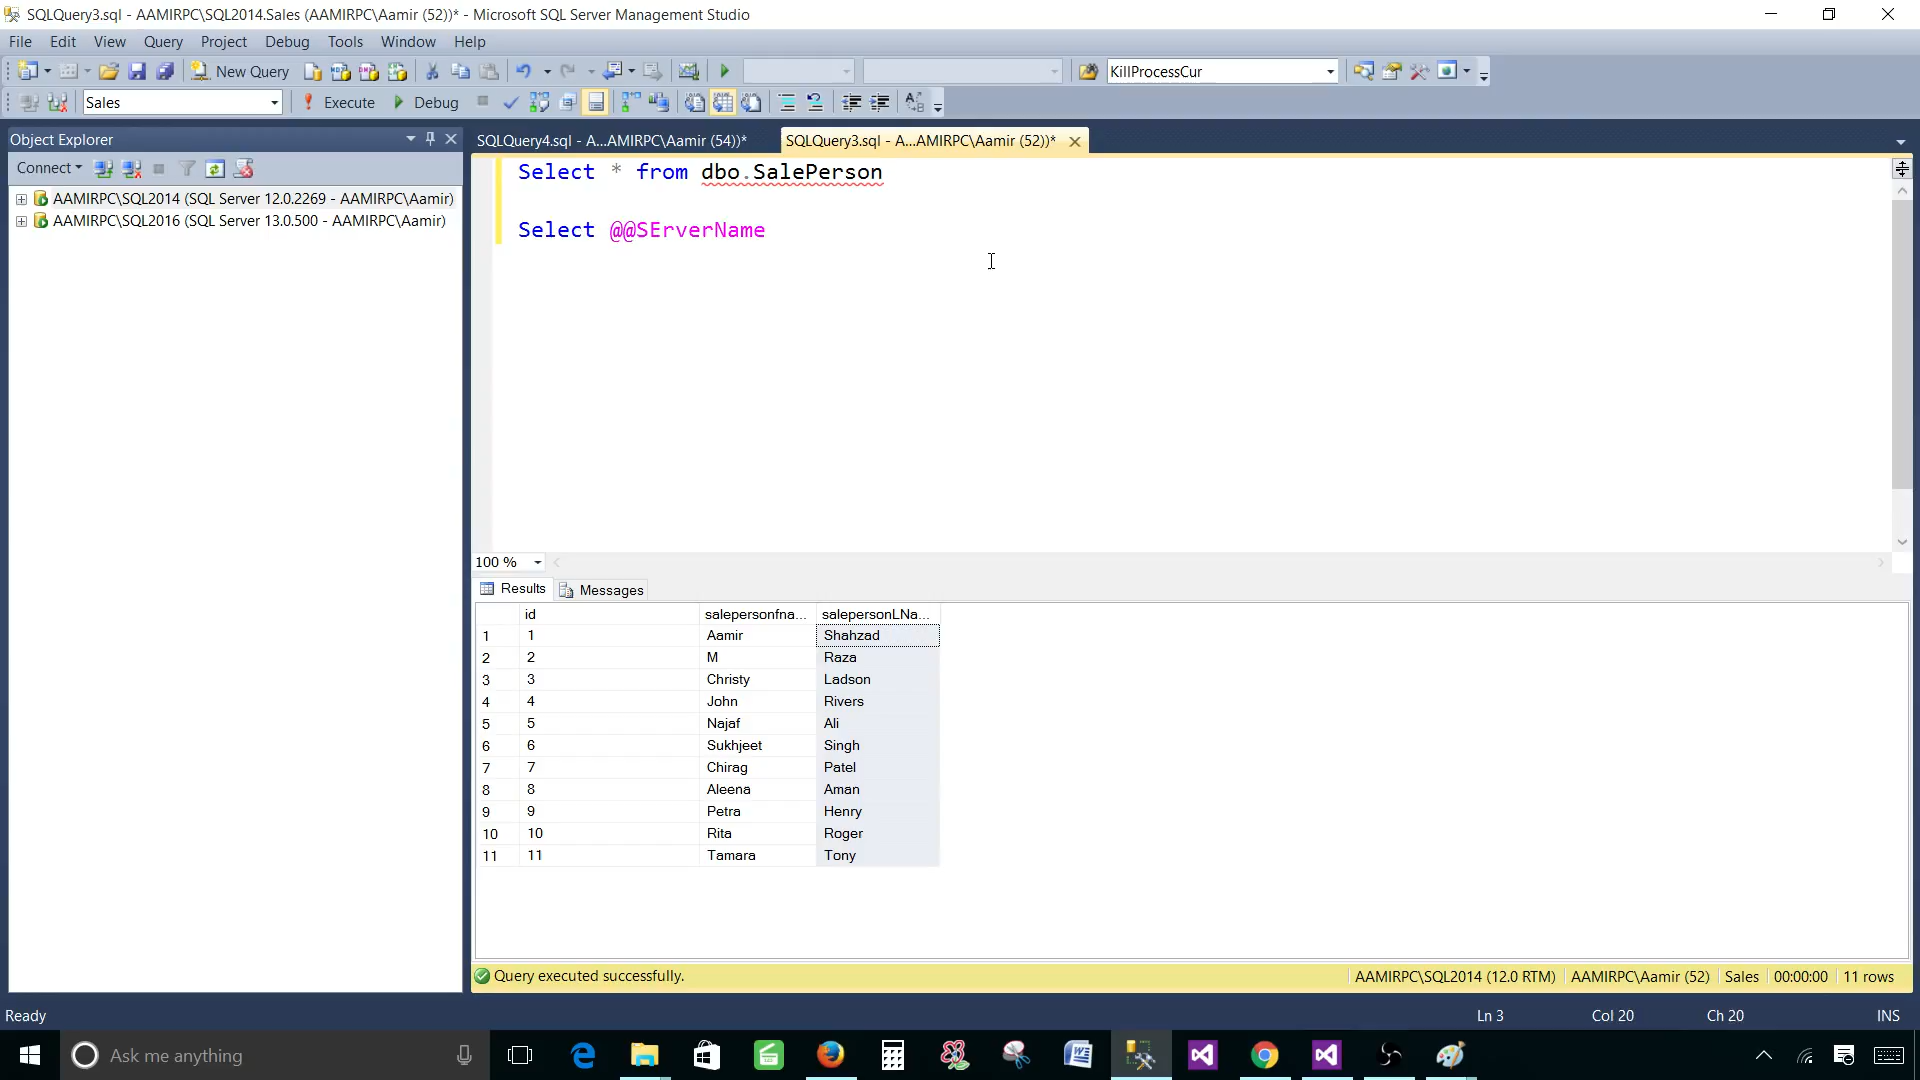 SQLQuery3.sql - AAMIRPC\SQL2014.Sales (AAMIRPC\Aamir (52))* - Microsoft SQL Server Management Studio
File Edit View Query Project Debug Tools Window Help
New Query KillProcessCur
Sales Execute Debug
Object Explorer
SQLQuery4.sql - A...AMIRPC\Aamir (54))* SQLQuery3.sql - A...AMIRPC\Aamir (52))*
Connect
AAMIRPC\SQL2014 (SQL Server 12.0.2269 - AAMIRPC\Aamir)
AAMIRPC\SQL2016 (SQL Server 13.0.500 - AAMIRPC\Aamir)
Select * from dbo.SalePerson
Select @@SErverName
100 %
Results Messages
id salepersonfna... salepersonLNa...
1 1 Aamir Shahzad
2 2 M Raza
3 3 Christy Ladson
4 4 John Rivers
5 5 Najaf Ali
6 6 Sukhjeet Singh
7 7 Chirag Patel
8 8 Aleena Aman
9 9 Petra Henry
10 10 Rita Roger
11 11 Tamara Tony
Query executed successfully. AAMIRPC\SQL2014 (12.0 RTM) AAMIRPC\Aamir (52) Sales 00:00:00 11 rows
Ready Ln 3 Col 20 Ch 20 INS
Ask me anything